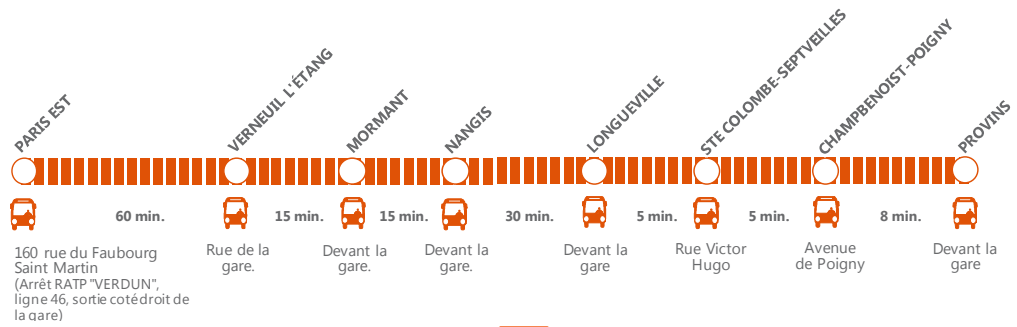 PARIS EST
VERNEUIL L'ÉTANG
MORMANT
NANGIS
LONGUEVILLE
STE COLOMBE-SEPTVEILLES
CHAMPBENOIST-POIGNY
PROVINS
60 min.
15 min.
15 min.
30 min.
5 min.
5 min.
8 min.
160 rue du Faubourg
Saint Martin
(Arrêt RATP "VERDUN",
ligne 46, sortie cotédroit de
la gare)
Rue de la
gare.
Devant la
gare.
Devant la
gare.
Devant la
gare
Rue Victor
Hugo
Avenue
de Poigny
Devant la
gare